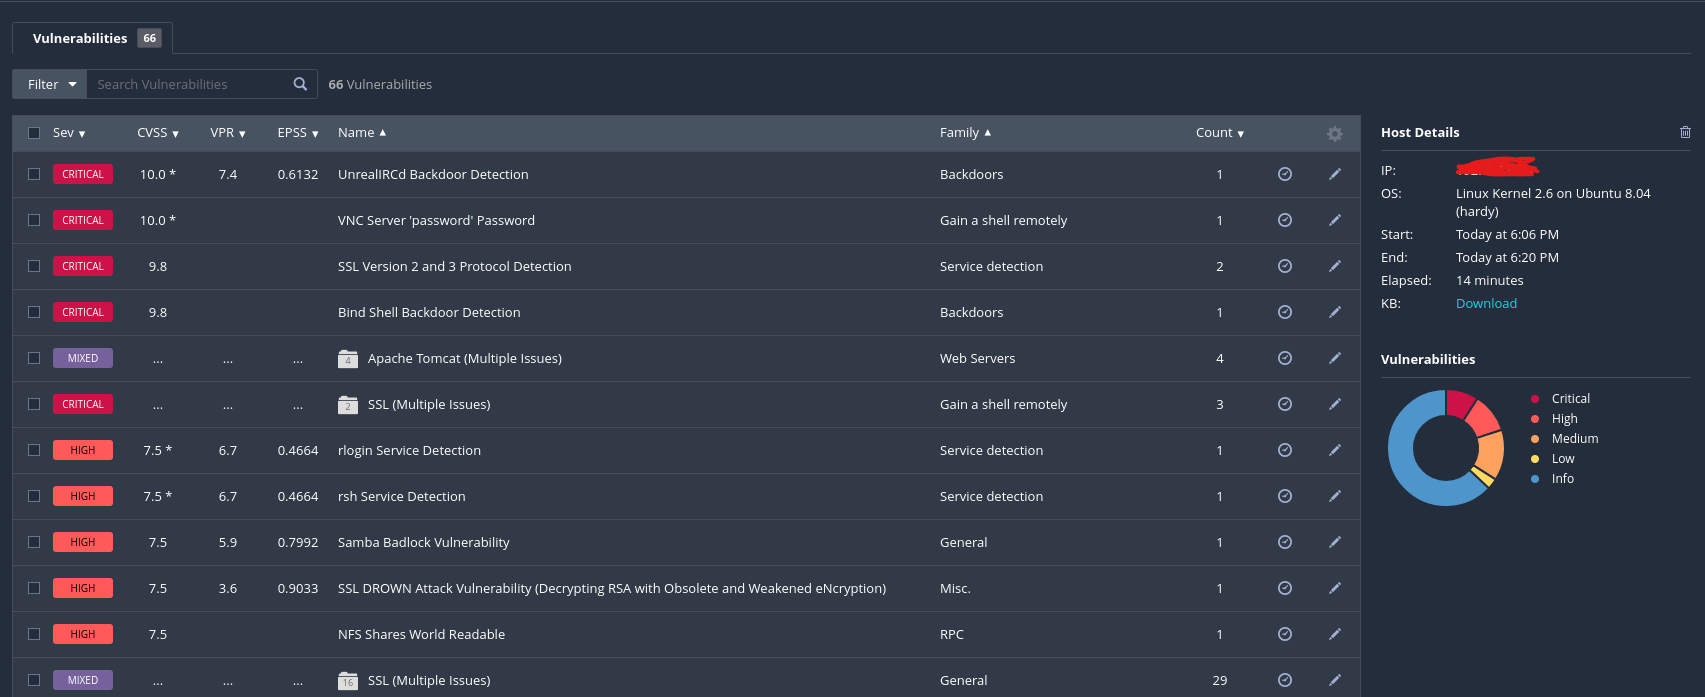 Vulnerabilities 66
Filter Search Vulnerabilities 66 Vulnerabilities
Sev CVSS VPR EPSS Name Family Count
CRITICAL 10.0 * 7.4 0.6132 UnrealIRCd Backdoor Detection Backdoors 1
CRITICAL 10.0 * VNC Server 'password' Password Gain a shell remotely 1
CRITICAL 9.8 SSL Version 2 and 3 Protocol Detection Service detection 2
CRITICAL 9.8 Bind Shell Backdoor Detection Backdoors 1
MIXED ... ... ... 4 Apache Tomcat (Multiple Issues) Web Servers 4
CRITICAL ... ... ... 2 SSL (Multiple Issues) Gain a shell remotely 3
HIGH 7.5 * 6.7 0.4664 rlogin Service Detection Service detection 1
HIGH 7.5 * 6.7 0.4664 rsh Service Detection Service detection 1
HIGH 7.5 5.9 0.7992 Samba Badlock Vulnerability General 1
HIGH 7.5 3.6 0.9033 SSL DROWN Attack Vulnerability (Decrypting RSA with Obsolete and Weakened eNcryption) Misc. 1
HIGH 7.5 NFS Shares World Readable RPC 1
MIXED ... ... ... 16 SSL (Multiple Issues) General 29
Host Details
IP:
OS: Linux Kernel 2.6 on Ubuntu 8.04
(hardy)
Start: Today at 6:06 PM
End: Today at 6:20 PM
Elapsed: 14 minutes
KB: Download
Vulnerabilities
Critical
High
Medium
Low
Info